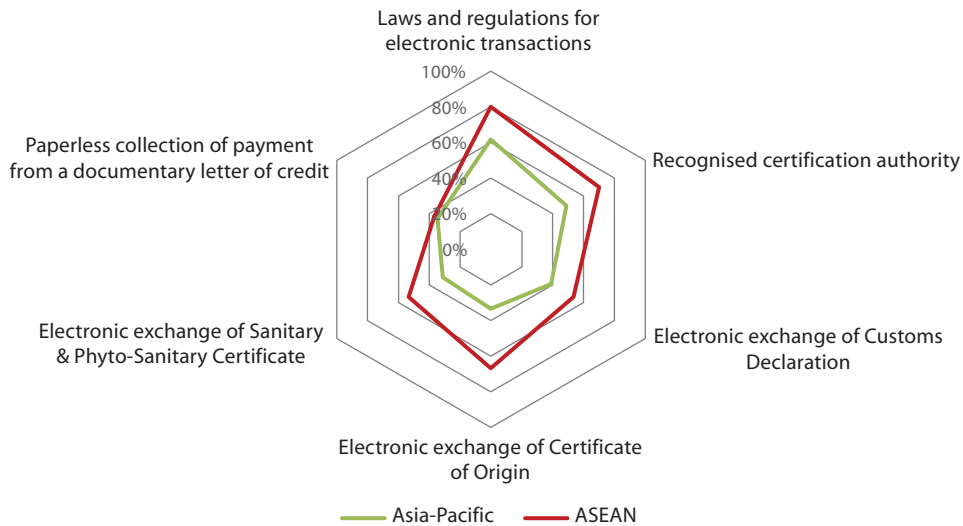 Laws and regulations for
electronic transactions
100%
80%
60%
40%
20%
0%
Recognised certification authority
Electronic exchange of Customs
Declaration
Electronic exchange of Certificate
of Origin
Electronic exchange of Sanitary
& Phyto-Sanitary Certificate
Paperless collection of payment
from a documentary letter of credit
Asia-Pacific
ASEAN